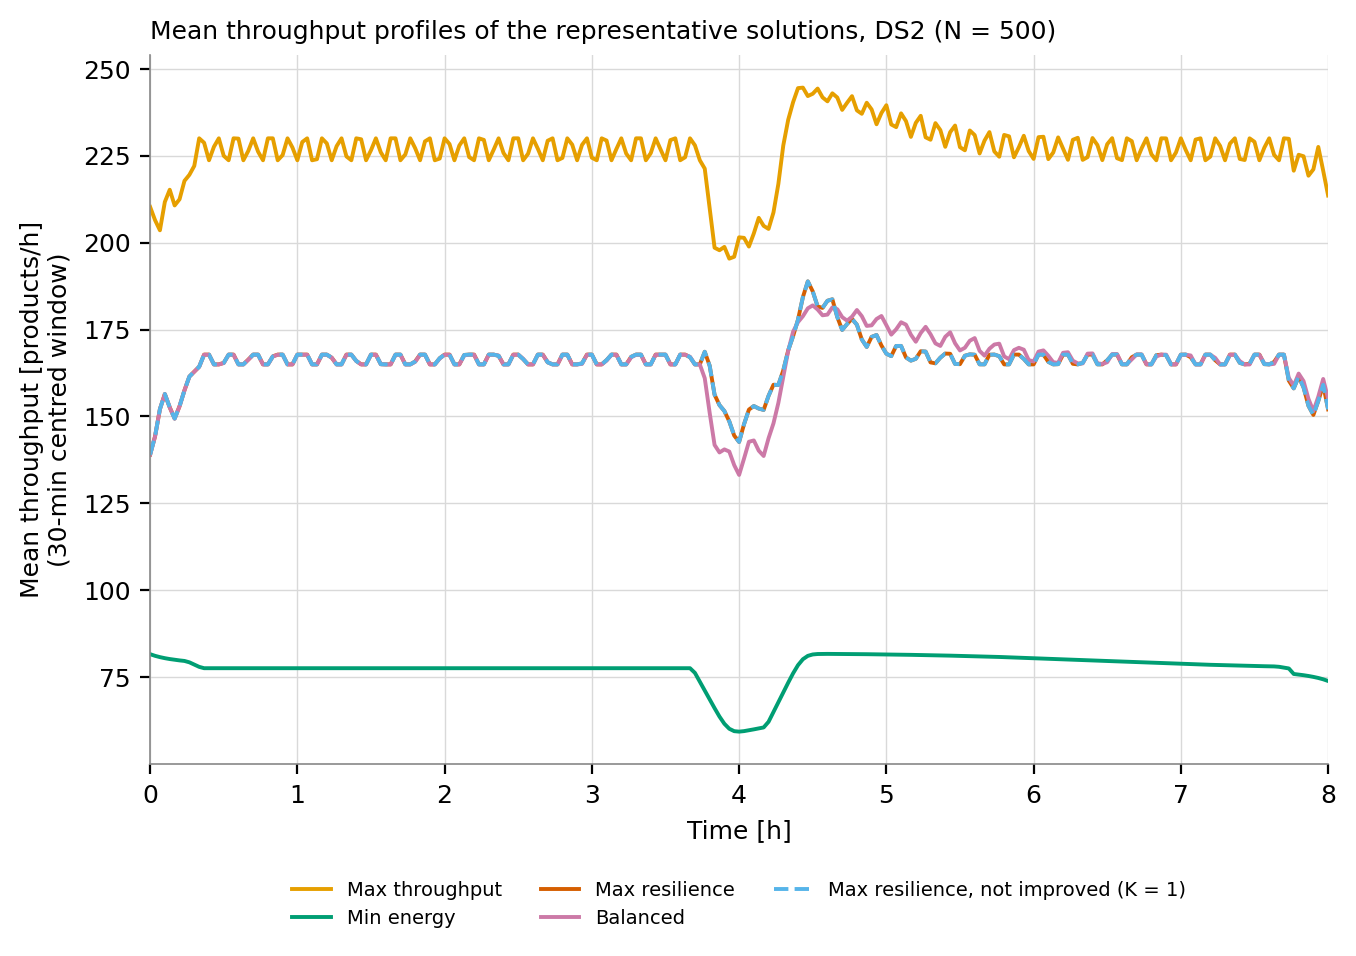 Mean throughput profiles of the representative solutions, DS2 (N = 500)
Mean throughput [products/h]
(30-min centred window)
250
225
200
175
150
125
100
75
0 1 2 3 4 5 6 7 8
Time [h]
Max throughput Max resilience Max resilience, not improved (K = 1)
Min energy Balanced